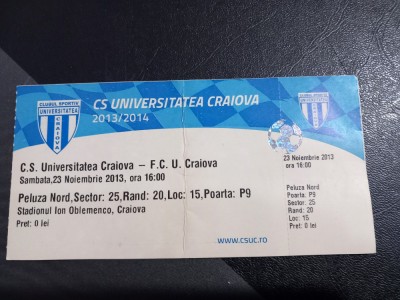 CLUBUL SPORTIV
UNIVERSITATEA
CRAIOVA
CS UNIVERSITATEA CRAIOVA
2013/2014
C.S. Universitatea Craiova – F.C. U. Craiova
Sambata,23 Noiembrie 2013, ora 16:00
Peluza Nord,Sector: 25,Rand: 20,Loc: 15,Poarta: P9
Stadionul Ion Oblemenco, Craiova
Pret: 0 lei
www.csuc.ro
UNIVERSITATEA
CRAIOVA
23 Noiembrie 2013
ora 16:00
Peluza Nord
Poarta: P9
Sector: 25
Rand: 20
Loc: 15
Pret: 0 lei